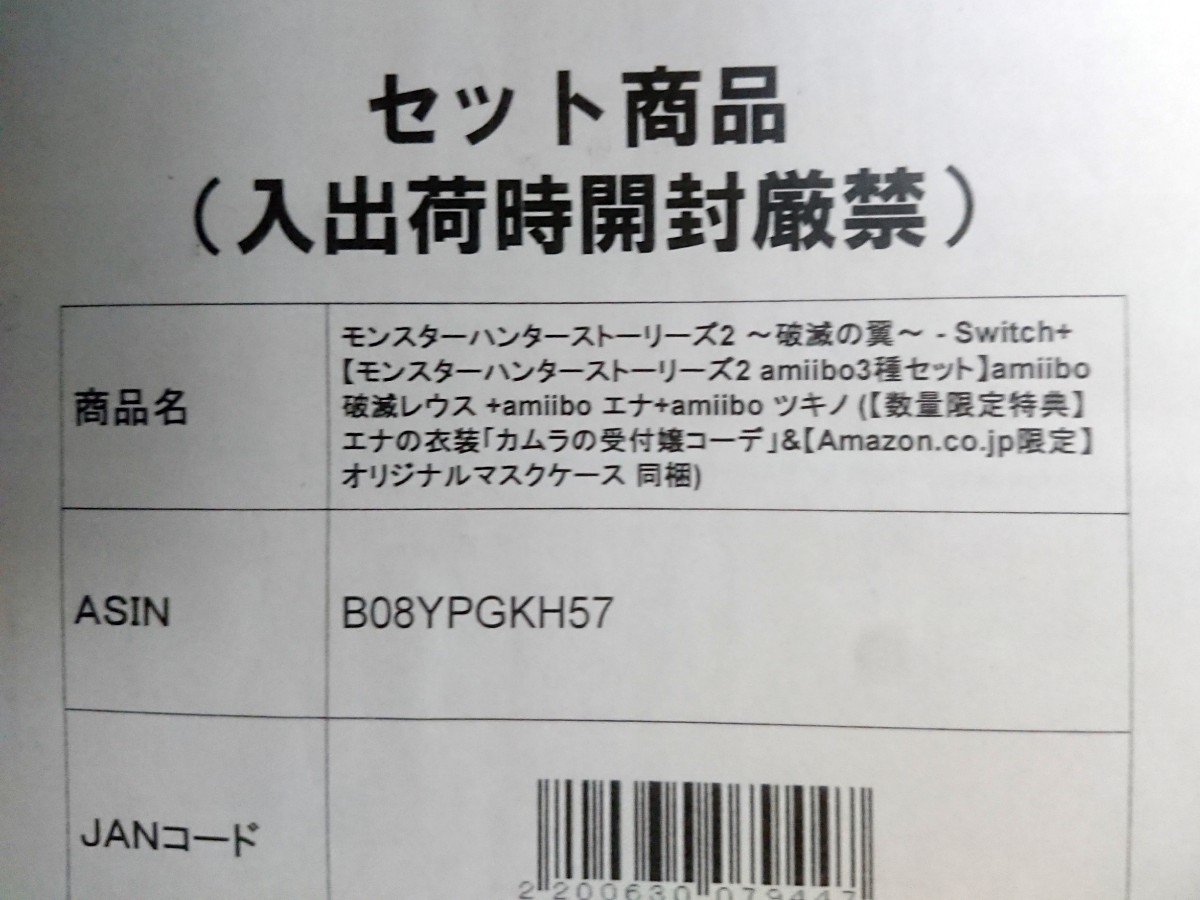 セット商品
（入出荷時開封厳禁）
商品名
モンスターハンターストーリーズ2 ～破滅の翼～ - Switch+
【モンスターハンターストーリーズ2 amiibo3種セット】amiibo
破滅レウス +amiibo エナ+amiibo ツキノ (【数量限定特典】
エナの衣装「カムラの受付嬢コーデ」&【Amazon.co.jp限定】
オリジナルマスクケース 同梱)
ASIN
B08YPGKH57
JANコード
2 200630 079447